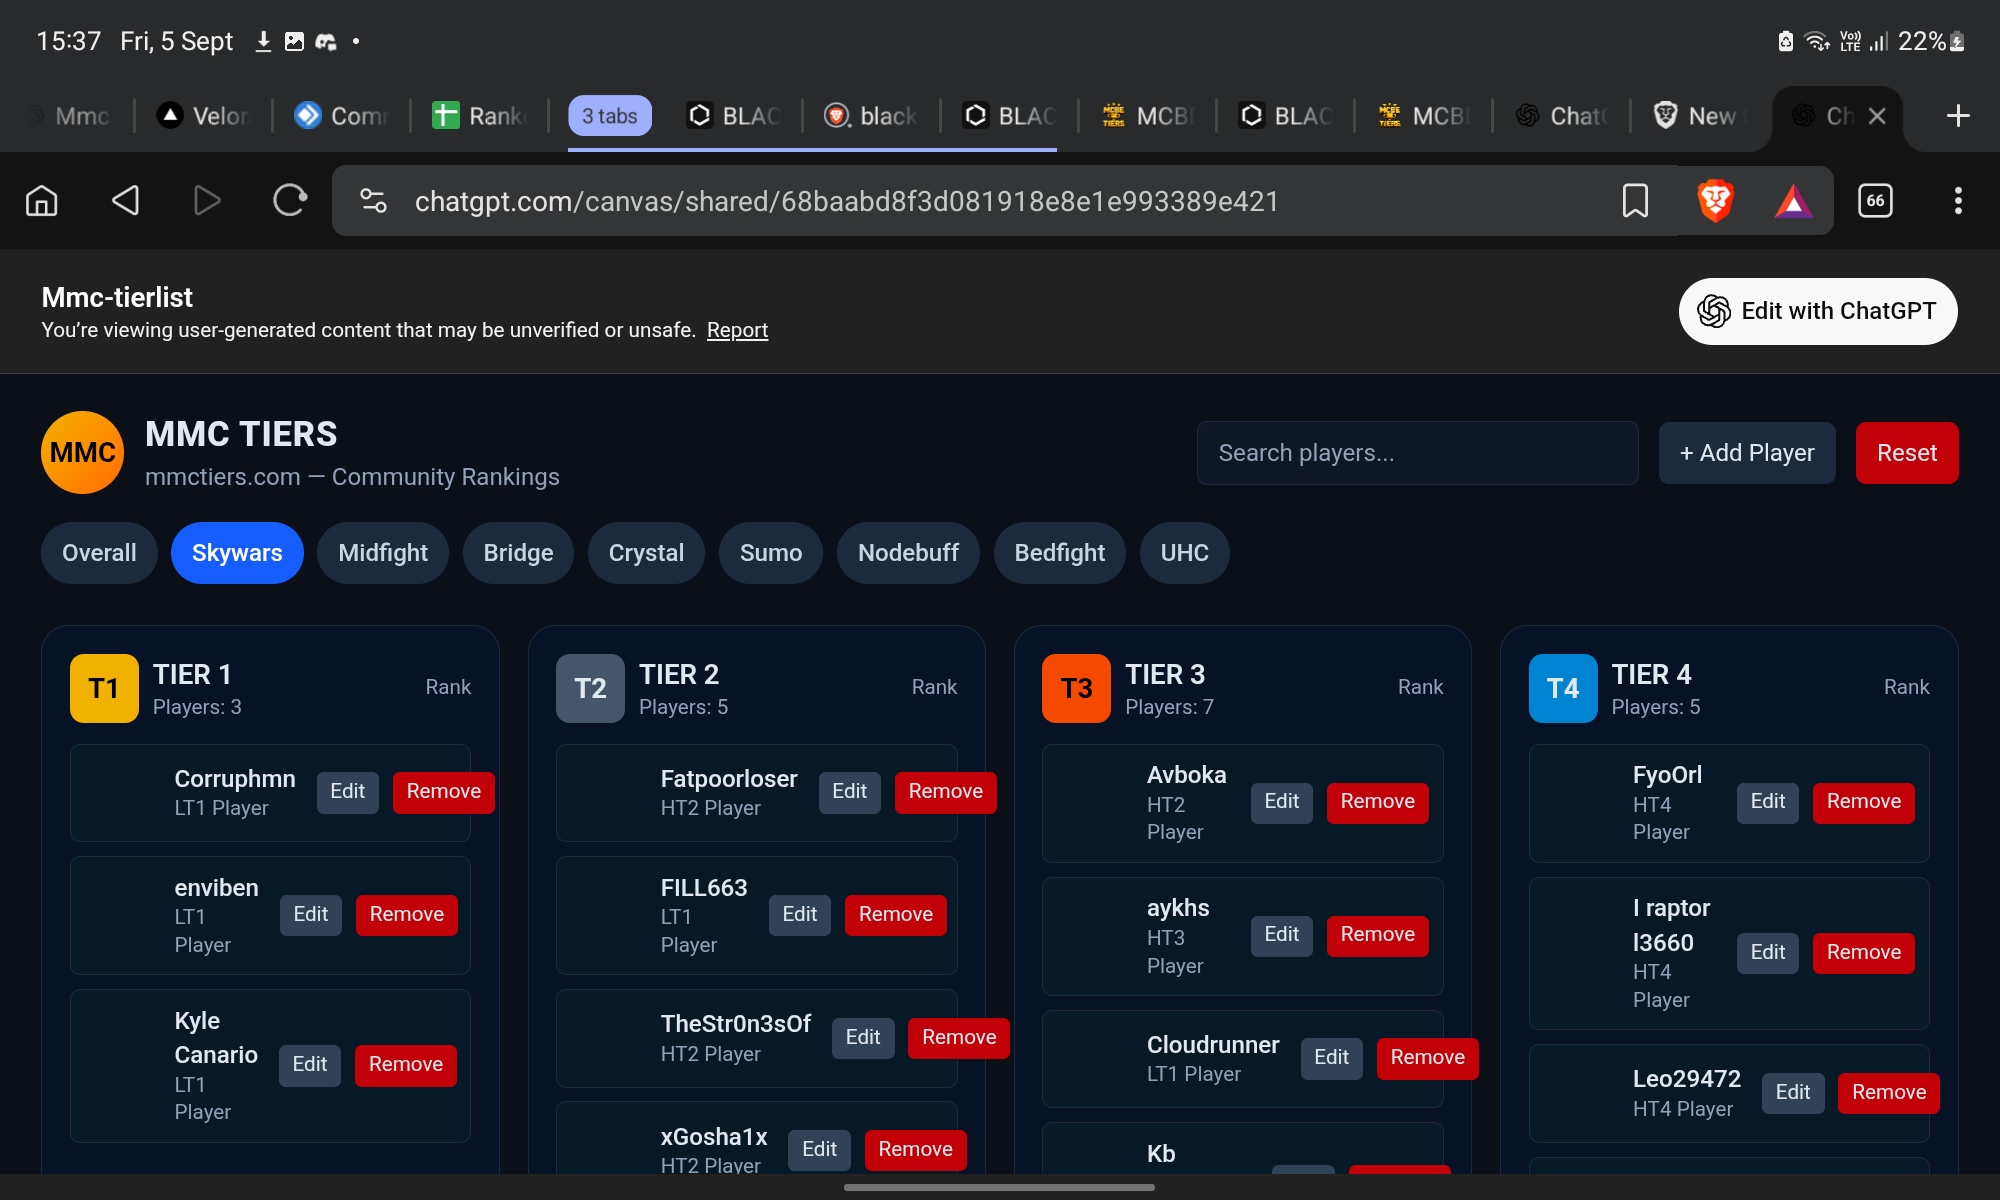 15:37 Fri, 5 Sept
Vo)) LTE 22%
Mmc
Velor
Com
Ranke
3 tabs
BLAC
black
BLAC
MCB
BLAC
MCB
Chat
New
Ch
chatgpt.com/canvas/shared/68baabd8f3d081918e8e1e993389e421
66
Mmc-tierlist
You're viewing user-generated content that may be unverified or unsafe. Report
Edit with ChatGPT
MMC
MMC TIERS
mmctiers.com — Community Rankings
Search players...
+ Add Player
Reset
Overall
Skywars
Midfight
Bridge
Crystal
Sumo
Nodebuff
Bedfight
UHC
T1
TIER 1
Players: 3
Rank
Corruphmn
LT1 Player
Edit
Remove
enviben
LT1
Player
Edit
Remove
Kyle
Canario
LT1
Player
Edit
Remove
T2
TIER 2
Players: 5
Rank
Fatpoorloser
HT2 Player
Edit
Remove
FILL663
LT1
Player
Edit
Remove
TheStr0n3sOf
HT2 Player
Edit
Remove
xGosha1x
HT2 Player
Edit
Remove
T3
TIER 3
Players: 7
Rank
Avboka
HT2
Player
Edit
Remove
aykhs
HT3
Player
Edit
Remove
Cloudrunner
LT1 Player
Edit
Remove
Kb
T4
TIER 4
Players: 5
Rank
FyoOrl
HT4
Player
Edit
Remove
I raptor
l3660
HT4
Player
Edit
Remove
Leo29472
HT4 Player
Edit
Remove